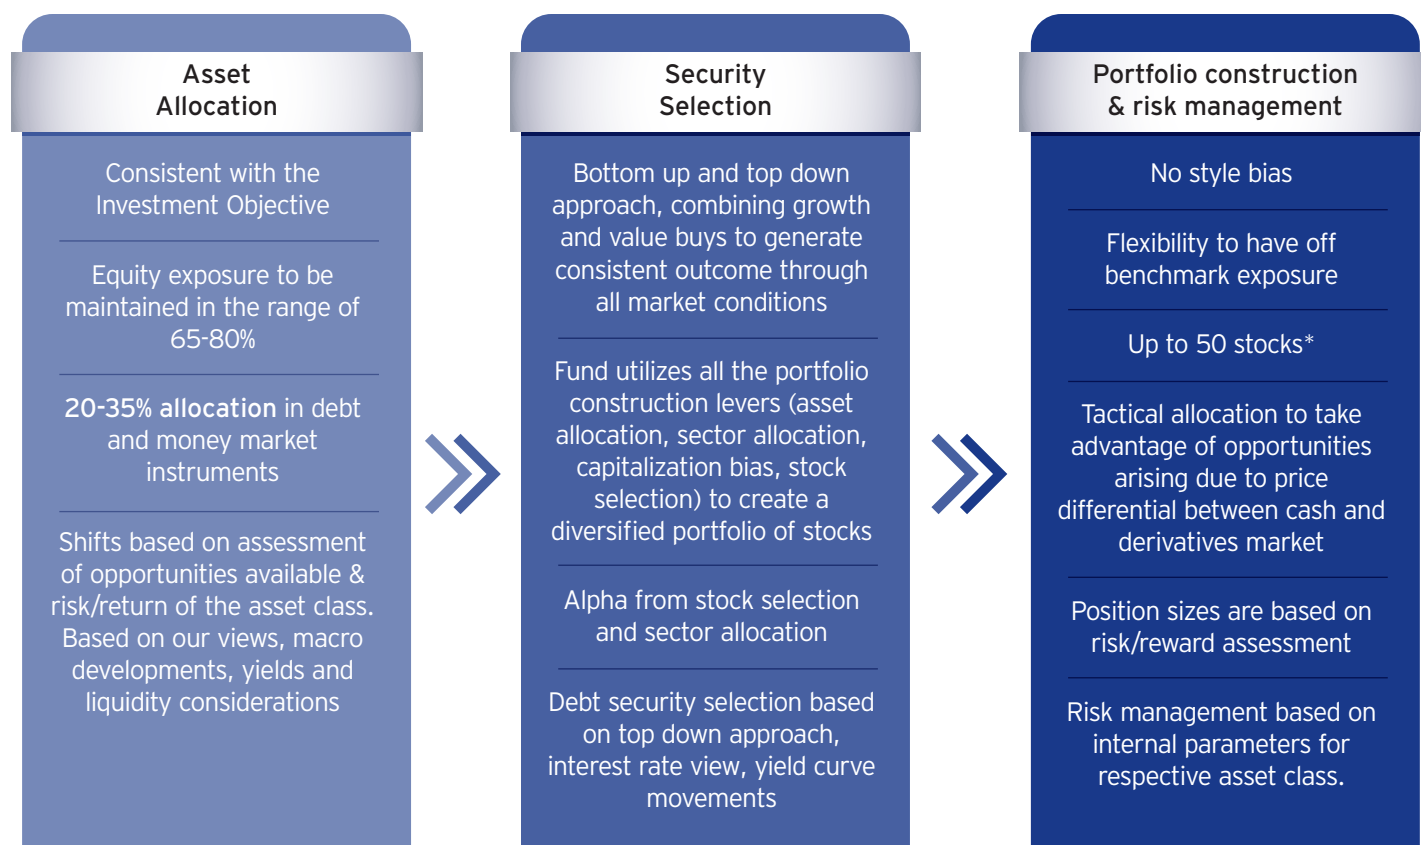 Asset
Allocation
Consistent with the
Investment Objective
Equity exposure to be
maintained in the range of
65-80%
20-35% allocation in debt
and money market
instruments
Shifts based on assessment
of opportunities available &
risk/return of the asset class.
Based on our views, macro
developments, yields and
liquidity considerations
Security
Selection
Bottom up and top down
approach, combining growth
and value buys to generate
consistent outcome through
all market conditions
Fund utilizes all the portfolio
construction levers (asset
allocation, sector allocation,
capitalization bias, stock
selection) to create a
diversified portfolio of stocks
Alpha from stock selection
and sector allocation
Debt security selection based
on top down approach,
interest rate view, yield curve
movements
Portfolio construction
& risk management
No style bias
Flexibility to have off
benchmark exposure
Up to 50 stocks*
Tactical allocation to take
advantage of opportunities
arising due to price
differential between cash and
derivatives market
Position sizes are based on
risk/reward assessment
Risk management based on
internal parameters for
respective asset class.